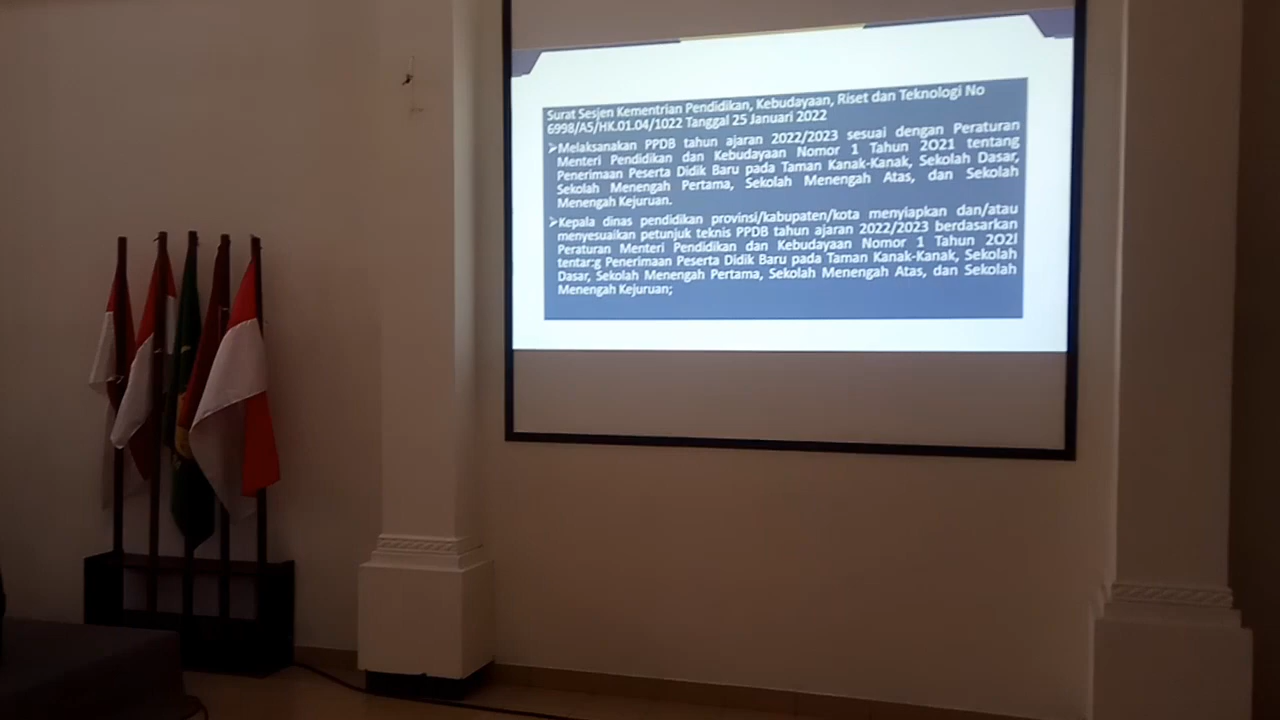 Surat Sesjen Kementrian Pendidikan, Kebudayaan, Riset dan Teknologi No
6998/A5/HK.01.04/1022 Tanggal 25 Januari 2022
➢Melaksanakan PPDB tahun ajaran 2022/2023 sesuai dengan Peraturan
Menteri Pendidikan dan Kebudayaan Nomor 1 Tahun 2O21 tentang
Penerimaan Peserta Didik Baru pada Taman Kanak-Kanak, Sekolah Dasar,
Sekolah Menengah Pertama, Sekolah Menengah Atas, dan Sekolah
Menengah Kejuruan.
➢Kepala dinas pendidikan provinsi/kabupaten/kota menyiapkan dan/atau
menyesuaikan petunjuk teknis PPDB tahun ajaran 2022/2023 berdasarkan
Peraturan Menteri Pendidikan dan Kebudayaan Nomor 1 Tahun 2O2l
tentar:g Penerimaan Peserta Didik Baru pada Taman Kanak-Kanak, Sekolah
Dasar, Sekolah Menengah Pertama, Sekolah Menengah Atas, dan Sekolah
Menengah Kejuruan;